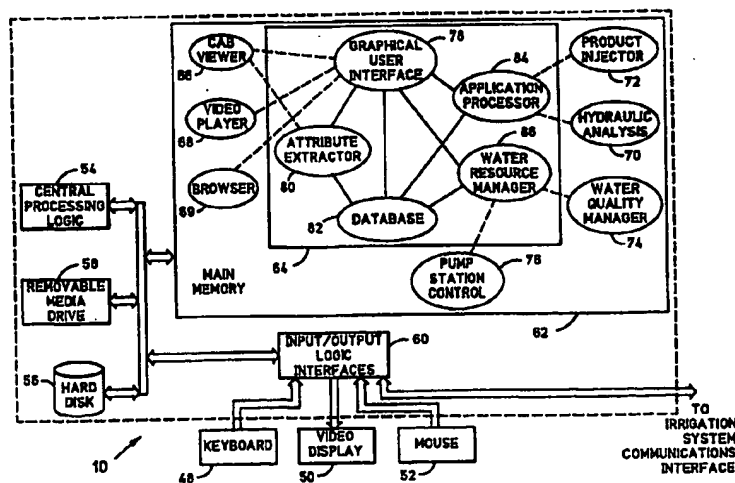 CAD VIEWER
66
GRAPHICAL
USER
INTERFACE
78
84
PRODUCT
INJECTOR
72
VIDEO
PLAYER
68
APPLICATION
PROCESSOR
HYDRAULIC
ANALYSIS
70
ATTRIBUTE
EXTRACTOR
80
86
WATER
RESOURCE
MANAGER
BROWSER
69
54
CENTRAL
PROCESSING
LOGIC
82
DATABASE
WATER
QUALITY
MANAGER
74
64
58
REMOVABLE
MEDIA
DRIVE
MAIN
MEMORY
76
PUMP
STATION
CONTROL
62
INPUT/OUTPUT
LOGIC
INTERFACES
60
56
HARD
DISK
10
KEYBOARD
48
VIDEO
DISPLAY
50
MOUSE
52
TO
IRRIGATION
SYSTEM
COMMUNICATIONS
INTERFACE